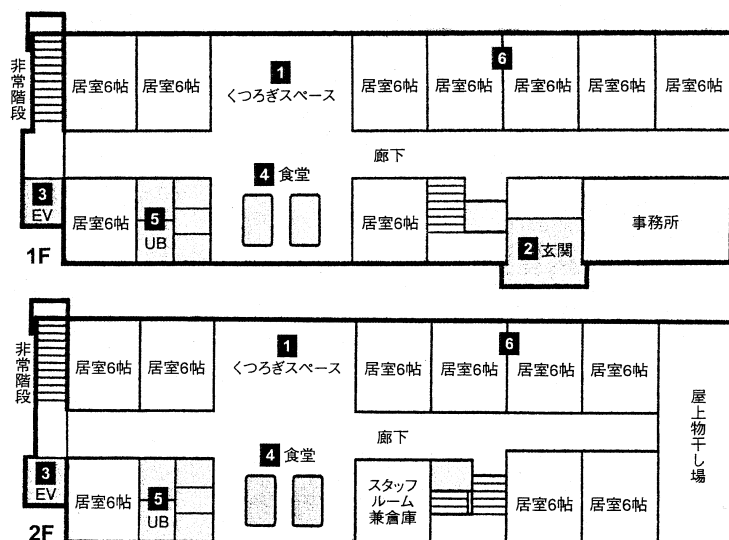 非常階段
居室6帖
居室6帖
1
くつろぎスペース
居室6帖
居室6帖
6
居室6帖
居室6帖
居室6帖
廊下
3
EV
居室6帖
5
UB
4 食堂
居室6帖
2 玄関
事務所
1F
非常階段
居室6帖
居室6帖
1
くつろぎスペース
居室6帖
居室6帖
6
居室6帖
居室6帖
屋上物干し場
廊下
3
EV
居室6帖
5
UB
4 食堂
スタッフ
ルーム
兼倉庫
居室6帖
居室6帖
2F